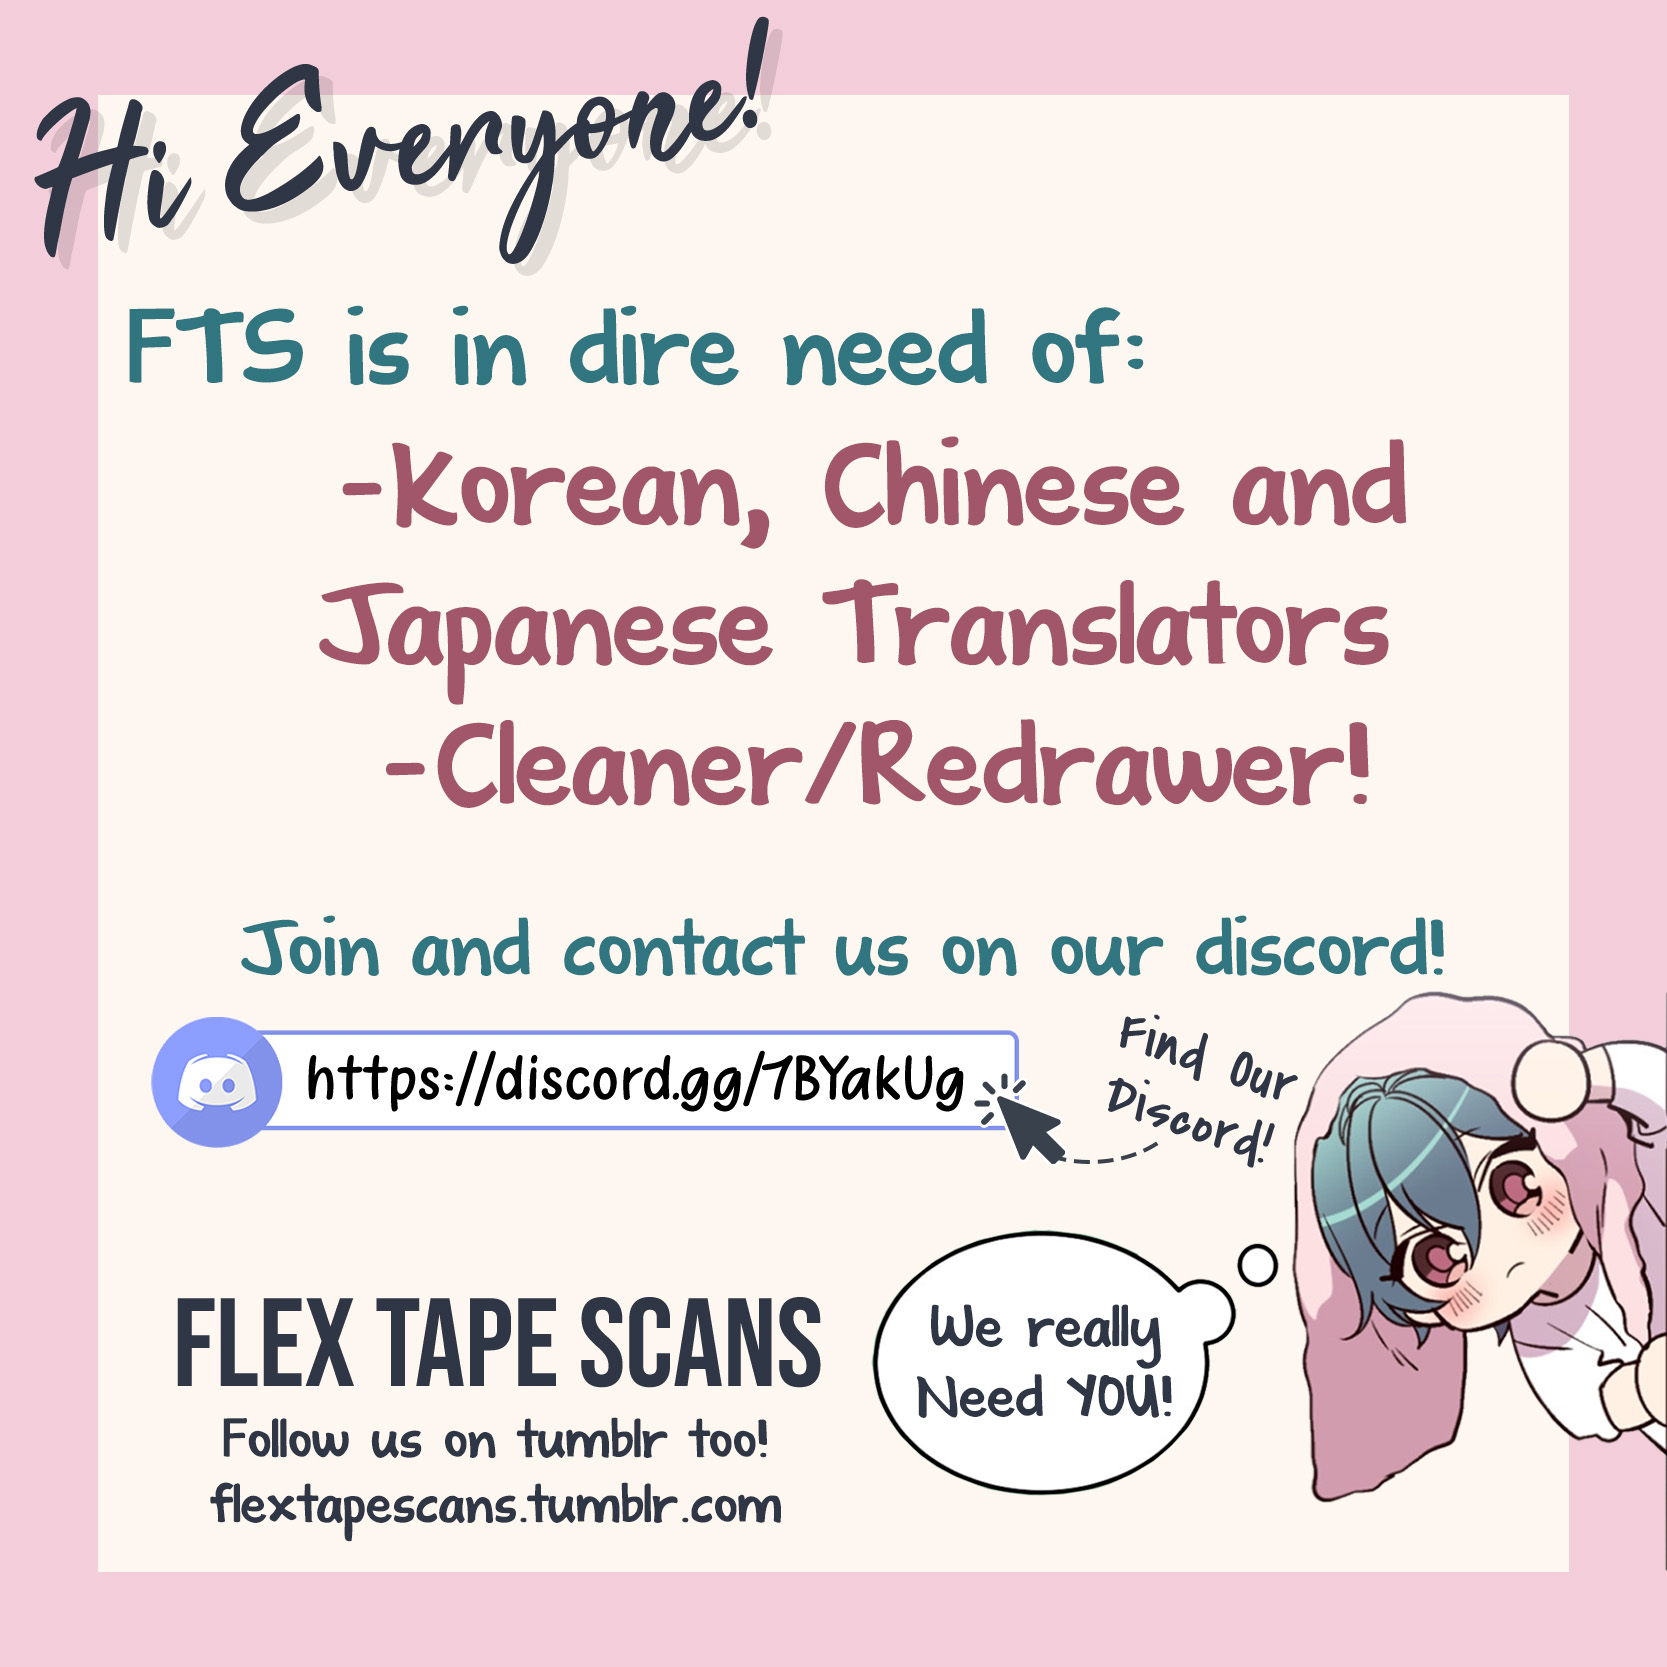 Hi Everyone!
FTS is in dire need of:
-Korean, Chinese and
Japanese Translators
-Cleaner/Redrawer!
Join and contact us on our discord!
https://discord.gg/7BYakUg
Find Our
Discord!
We really
Need YOU!
FLEX TAPE SCANS
Follow us on tumblr too!
flextapescans.tumblr.com